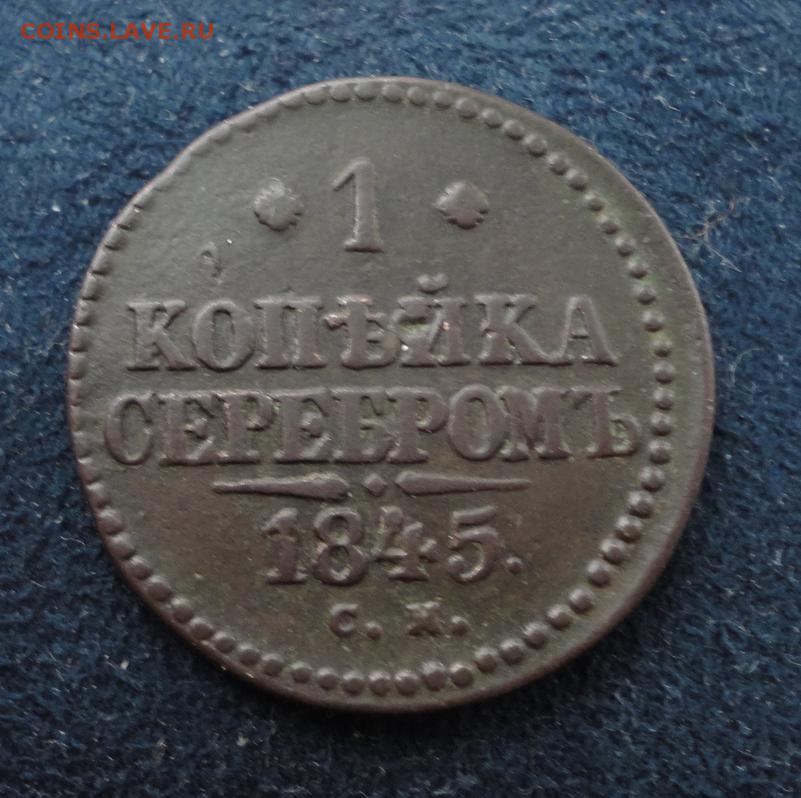 COINS.LAVE.RU
1
КОПѢЙКА
СЕРЕБРОМЪ
1845.
С. М.